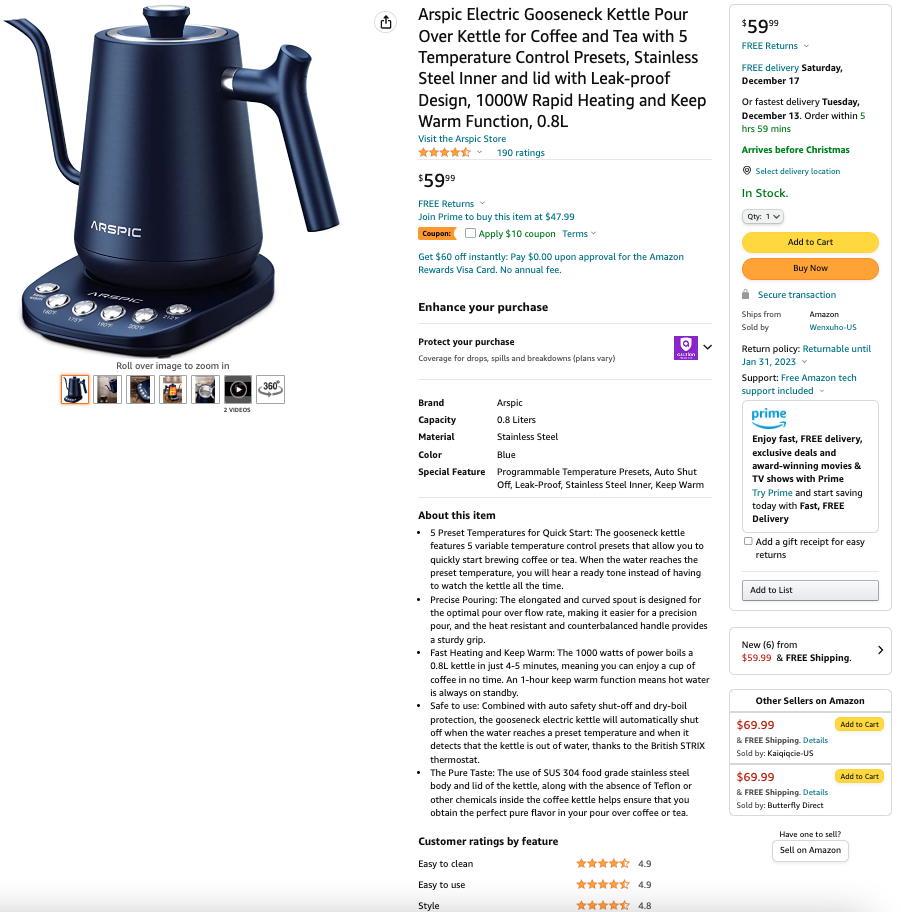 ARSPIC
ARSPIC
KEEP WARM
160°F
175°F
190°F
200°F
212°F
Roll over image to zoom in
360°
2 VIDEOS
Arspic Electric Gooseneck Kettle Pour
Over Kettle for Coffee and Tea with 5
Temperature Control Presets, Stainless
Steel Inner and lid with Leak-proof
Design, 1000W Rapid Heating and Keep
Warm Function, 0.8L
Visit the Arspic Store
190 ratings
$59.99
FREE Returns
Join Prime to buy this item at $47.99
Coupon: Apply $10 coupon Terms
Get $60 off instantly: Pay $0.00 upon approval for the Amazon
Rewards Visa Card. No annual fee.
Enhance your purchase
Protect your purchase
Coverage for drops, spills and breakdowns (plans vary)
Brand Arspic
Capacity 0.8 Liters
Material Stainless Steel
Color Blue
Special Feature Programmable Temperature Presets, Auto Shut
Off, Leak-Proof, Stainless Steel Inner, Keep Warm
About this item
• 5 Preset Temperatures for Quick Start: The gooseneck kettle
features 5 variable temperature control presets that allow you to
quickly start brewing coffee or tea. When the water reaches the
preset temperature, you will hear a ready tone instead of having
to watch the kettle all the time.
• Precise Pouring: The elongated and curved spout is designed for
the optimal pour over flow rate, making it easier for a precision
pour, and the heat resistant and counterbalanced handle provides
a sturdy grip.
• Fast Heating and Keep Warm: The 1000 watts of power boils a
0.8L kettle in just 4-5 minutes, meaning you can enjoy a cup of
coffee in no time. An 1-hour keep warm function means hot water
is always on standby.
• Safe to use: Combined with auto safety shut-off and dry-boil
protection, the gooseneck electric kettle will automatically shut
off when the water reaches a preset temperature and when it
detects that the kettle is out of water, thanks to the British STRIX
thermostat.
• The Pure Taste: The use of SUS 304 food grade stainless steel
body and lid of the kettle, along with the absence of Teflon or
other chemicals inside the coffee kettle helps ensure that you
obtain the perfect pure flavor in your pour over coffee or tea.
Customer ratings by feature
Easy to clean 4.9
Easy to use 4.9
Style 4.8
$59.99
FREE Returns
FREE delivery Saturday,
December 17
Or fastest delivery Tuesday,
December 13. Order within 5
hrs 59 mins
Arrives before Christmas
Select delivery location
In Stock.
Qty: 1
Add to Cart
Buy Now
Secure transaction
Ships from Amazon
Sold by Wenxuho-US
Return policy: Returnable until
Jan 31, 2023
Support: Free Amazon tech
support included
prime
Enjoy fast, FREE delivery,
exclusive deals and
award-winning movies &
TV shows with Prime
Try Prime and start saving
today with Fast, FREE
Delivery
Add a gift receipt for easy
returns
Add to List
New (6) from
$59.99 & FREE Shipping.
Other Sellers on Amazon
$69.99 Add to Cart
& FREE Shipping. Details
Sold by: Kaiqiqcie-US
$69.99 Add to Cart
& FREE Shipping. Details
Sold by: Butterfly Direct
Have one to sell?
Sell on Amazon